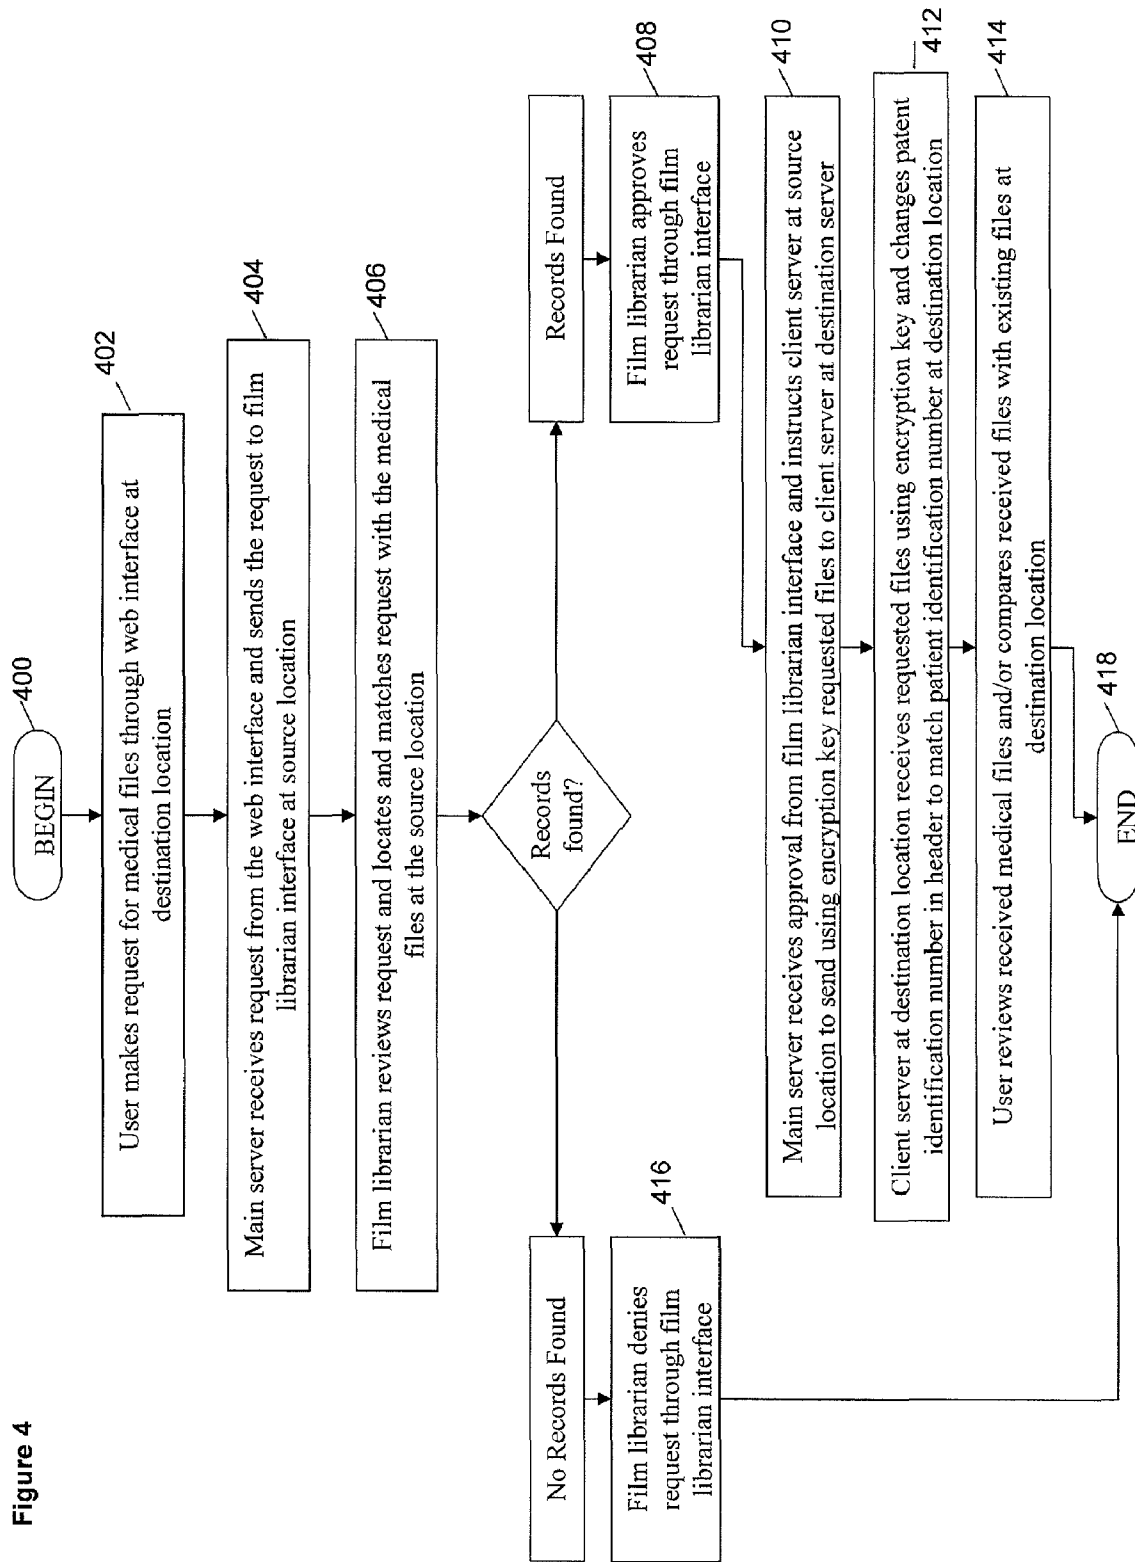 Figure 4
BEGIN
400
User makes request for medical files through web interface at
destination location
402
Main server receives request from the web interface and sends the request to film
librarian interface at source location
404
Film librarian reviews request and locates and matches request with the medical
files at the source location
406
Records
found?
No Records Found
Records Found
Film librarian denies
request through film
librarian interface
416
Film librarian approves
request through film
librarian interface
408
Main server receives approval from film librarian interface and instructs client server at source
location to send using encryption key requested files to client server at destination server
410
Client server at destination location receives requested files using encryption key and changes patent
identification number in header to match patient identification number at destination location
412
User reviews received medical files and/or compares received files with existing files at
destination location
414
END
418